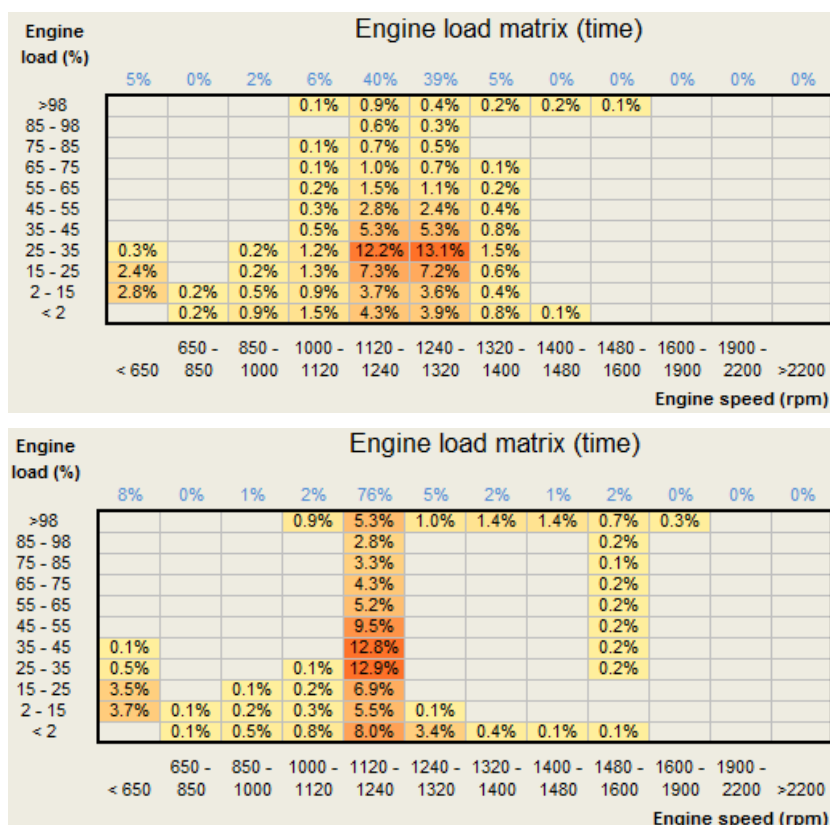 Engine load matrix (time)
Engine
load (%)
5% 0% 2% 6% 40% 39% 5% 0% 0% 0% 0% 0%
>98 0.1% 0.9% 0.4% 0.2% 0.2% 0.1%
85 - 98 0.6% 0.3%
75 - 85 0.1% 0.7% 0.5%
65 - 75 0.1% 1.0% 0.7% 0.1%
55 - 65 0.2% 1.5% 1.1% 0.2%
45 - 55 0.3% 2.8% 2.4% 0.4%
35 - 45 0.5% 5.3% 5.3% 0.8%
25 - 35 0.3% 0.2% 1.2% 12.2% 13.1% 1.5%
15 - 25 2.4% 0.2% 1.3% 7.3% 7.2% 0.6%
2 - 15 2.8% 0.2% 0.5% 0.9% 3.7% 3.6% 0.4%
< 2 0.2% 0.9% 1.5% 4.3% 3.9% 0.8% 0.1%
650 - 850 - 1000 - 1120 - 1240 - 1320 - 1400 - 1480 - 1600 - 1900 -
< 650 850 1000 1120 1240 1320 1400 1480 1600 1900 2200 >2200
Engine speed (rpm)
Engine load matrix (time)
Engine
load (%)
8% 0% 1% 2% 76% 5% 2% 1% 2% 0% 0% 0%
>98 0.9% 5.3% 1.0% 1.4% 1.4% 0.7% 0.3%
85 - 98 2.8% 0.2%
75 - 85 3.3% 0.1%
65 - 75 4.3% 0.2%
55 - 65 5.2% 0.2%
45 - 55 9.5% 0.2%
35 - 45 0.1% 12.8% 0.2%
25 - 35 0.5% 0.1% 12.9% 0.2%
15 - 25 3.5% 0.1% 0.2% 6.9%
2 - 15 3.7% 0.1% 0.2% 0.3% 5.5% 0.1%
< 2 0.1% 0.5% 0.8% 8.0% 3.4% 0.4% 0.1% 0.1%
650 - 850 - 1000 - 1120 - 1240 - 1320 - 1400 - 1480 - 1600 - 1900 -
< 650 850 1000 1120 1240 1320 1400 1480 1600 1900 2200 >2200
Engine speed (rpm)